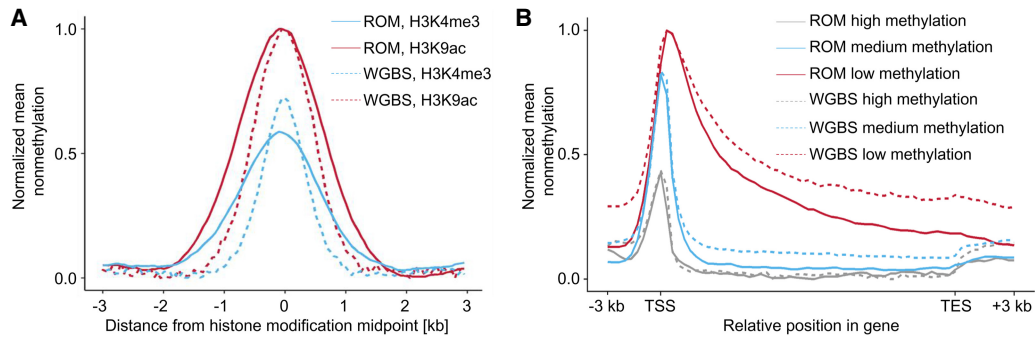 A
Normalized mean
nonmethylation
1.0
0.5
0.0
-3
-2
-1
0
1
2
3
Distance from histone modification midpoint [kb]
ROM, H3K4me3
ROM, H3K9ac
WGBS, H3K4me3
WGBS, H3K9ac
B
Normalized mean
nonmethylation
1.0
0.5
0.0
-3 kb
TSS
TES
+3 kb
Relative position in gene
ROM high methylation
ROM medium methylation
ROM low methylation
WGBS high methylation
WGBS medium methylation
WGBS low methylation